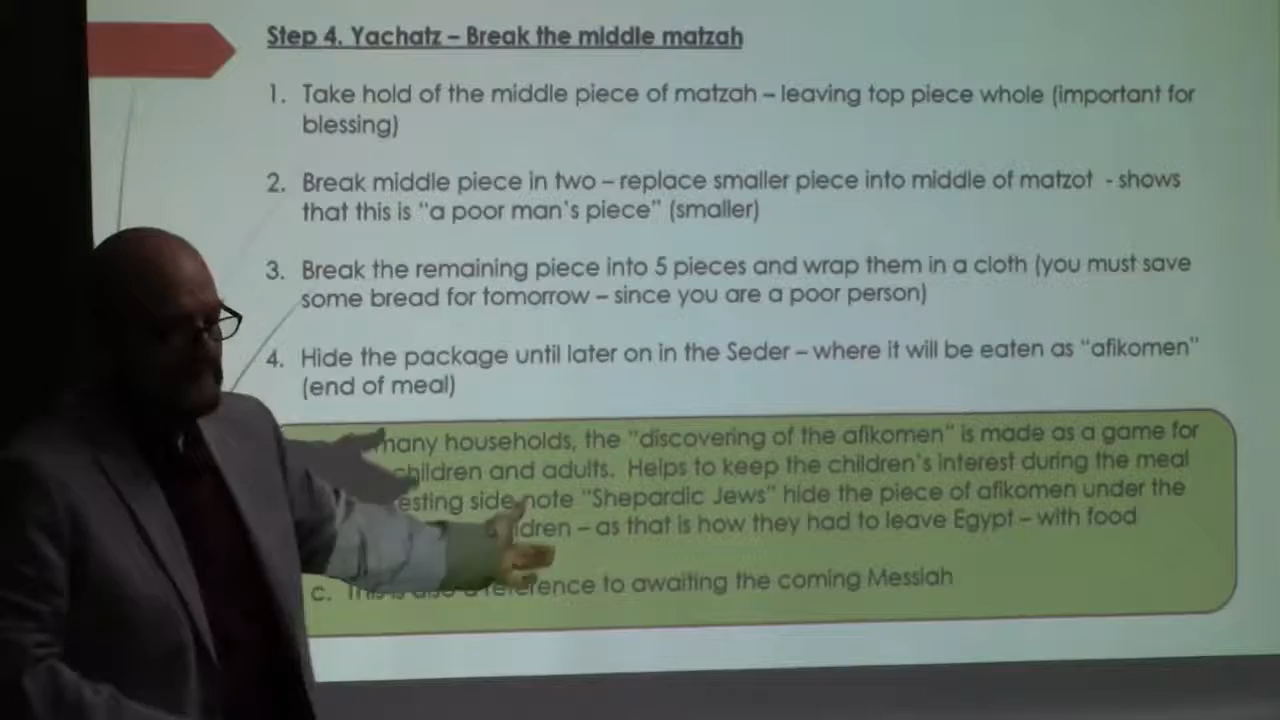 Step 4. Yachatz – Break the middle matzah
1. Take hold of the middle piece of matzah – leaving top piece whole (important for
blessing)
2. Break middle piece in two – replace smaller piece into middle of matzot - shows
that this is “a poor man’s piece” (smaller)
3. Break the remaining piece into 5 pieces and wrap them in a cloth (you must save
some bread for tomorrow – since you are a poor person)
4. Hide the package until later on in the Seder – where it will be eaten as “afikomen”
(end of meal)
many households, the “discovering of the afikomen” is made as a game for
children and adults. Helps to keep the children’s interest during the meal
esting side note “Shepardic Jews” hide the piece of afikomen under the
dren – as that is how they had to leave Egypt – with food
c. This is also a reference to awaiting the coming Messiah